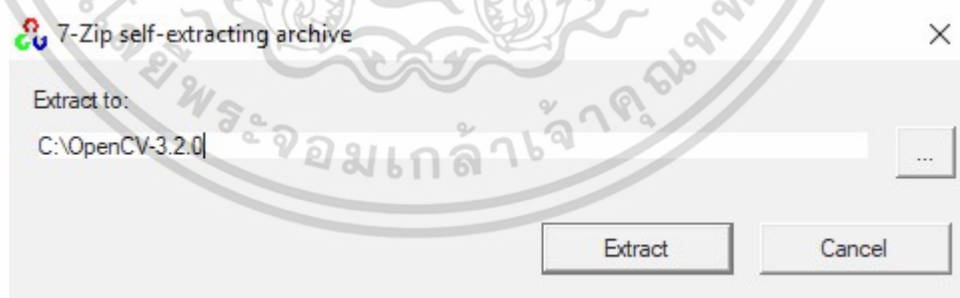 7-Zip self-extracting archive
Extract to:
C:\OpenCV-3.2.0
...
Extract
Cancel